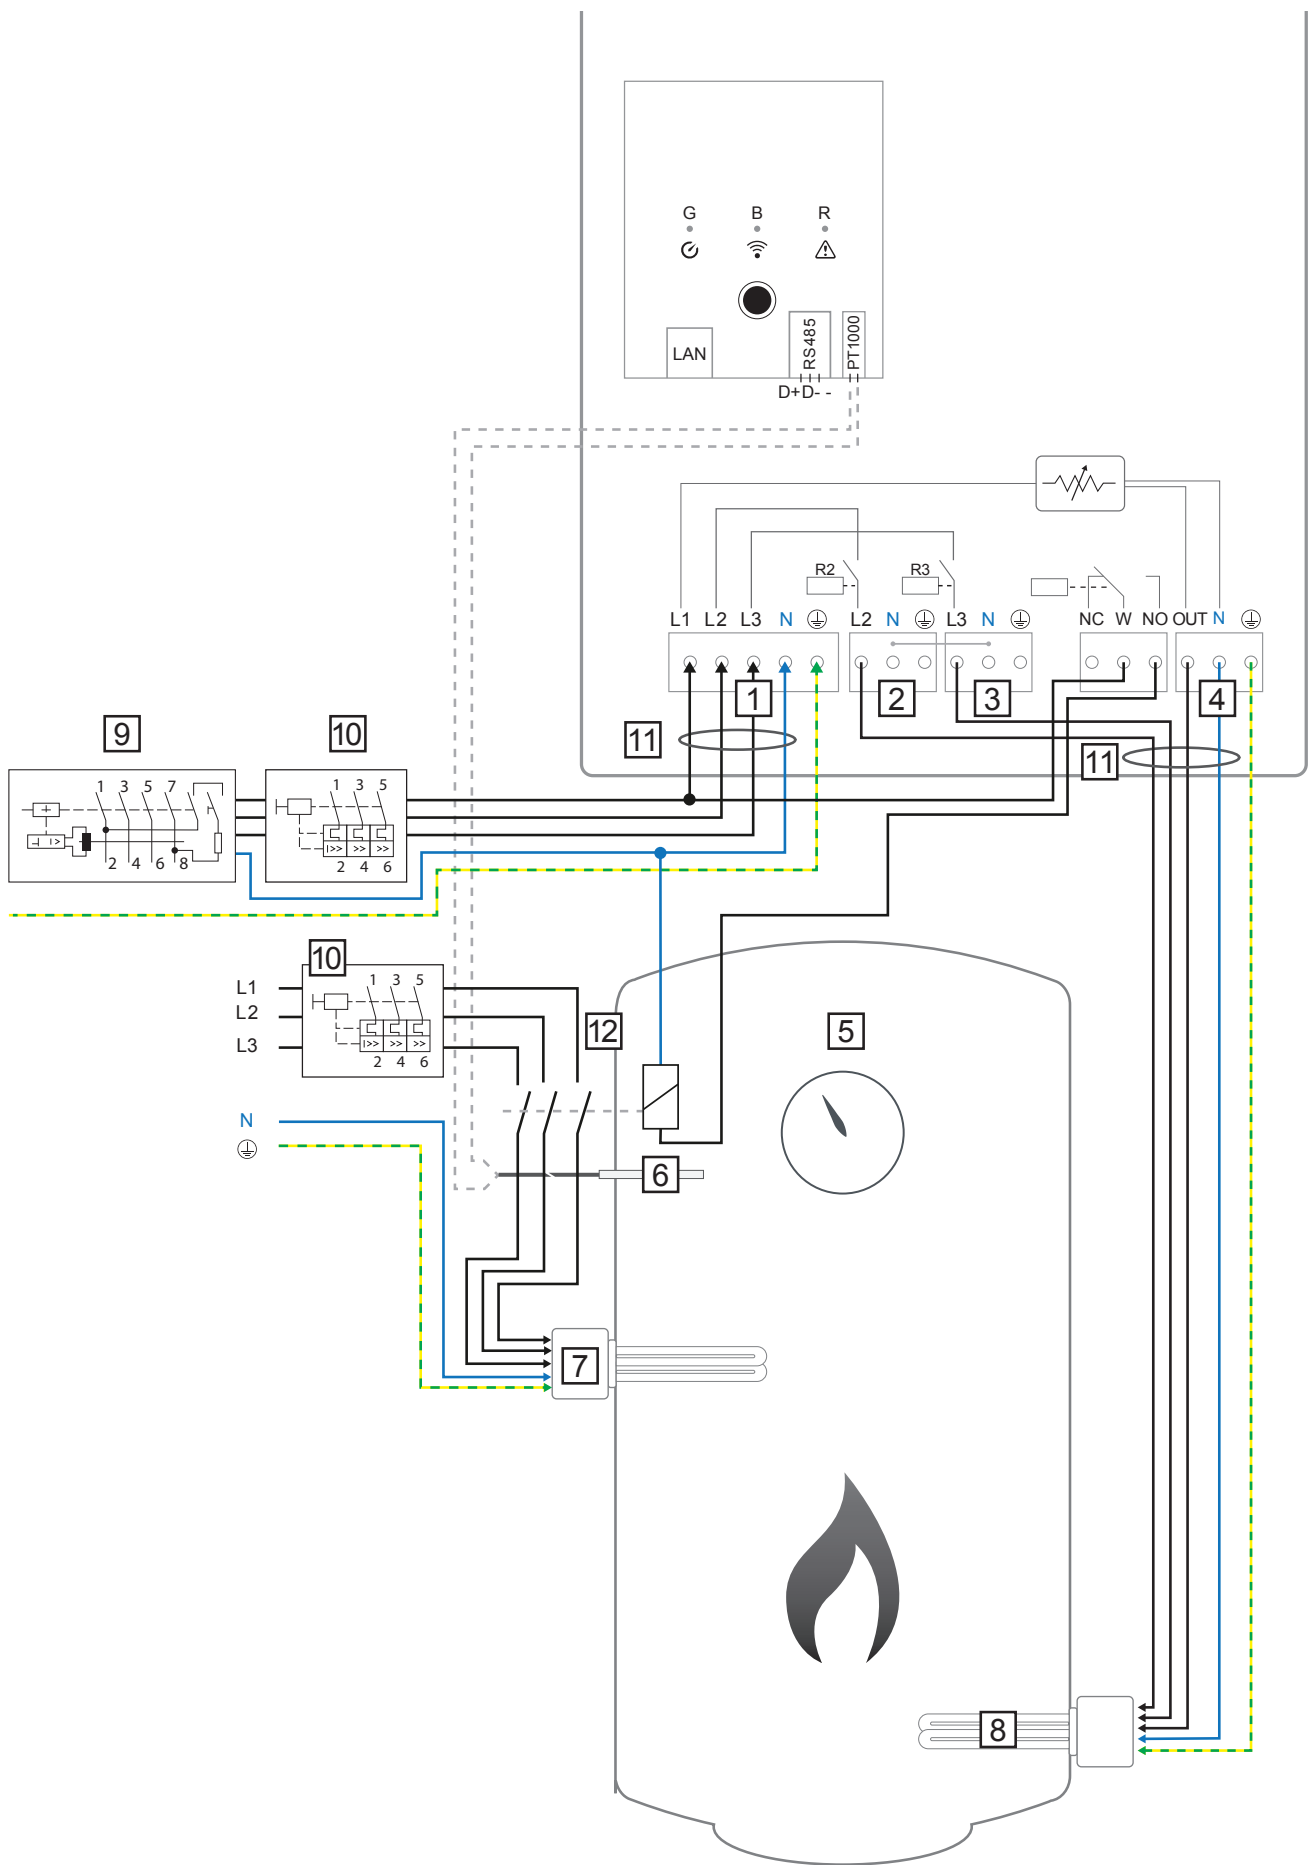 G B R
LAN
RS485
PT1000
D+D- -
R2 R3
L1 L2 L3 N L2 N L3 N NC W NO OUT N
1 2 3 4
11
11
9 10
1 3 5 7
1 3 5
I>
I>> >> >>
2 4 6 8
2 4 6
10
L1
L2
L3
1 3 5
I>> >> >>
2 4 6
12
5
N
6
7
8